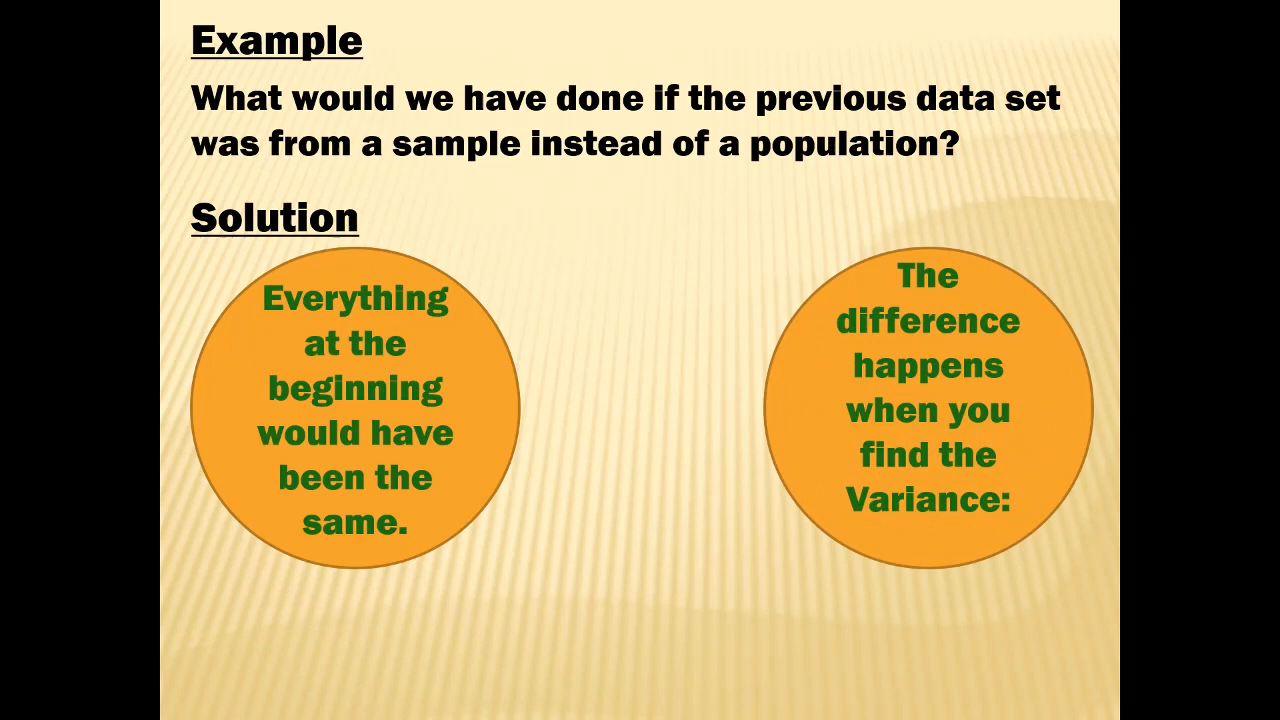 Example
What would we have done if the previous data set
was from a sample instead of a population?
Solution
Everything
at the
beginning
would have
been the
same.
The
difference
happens
when you
find the
Variance: